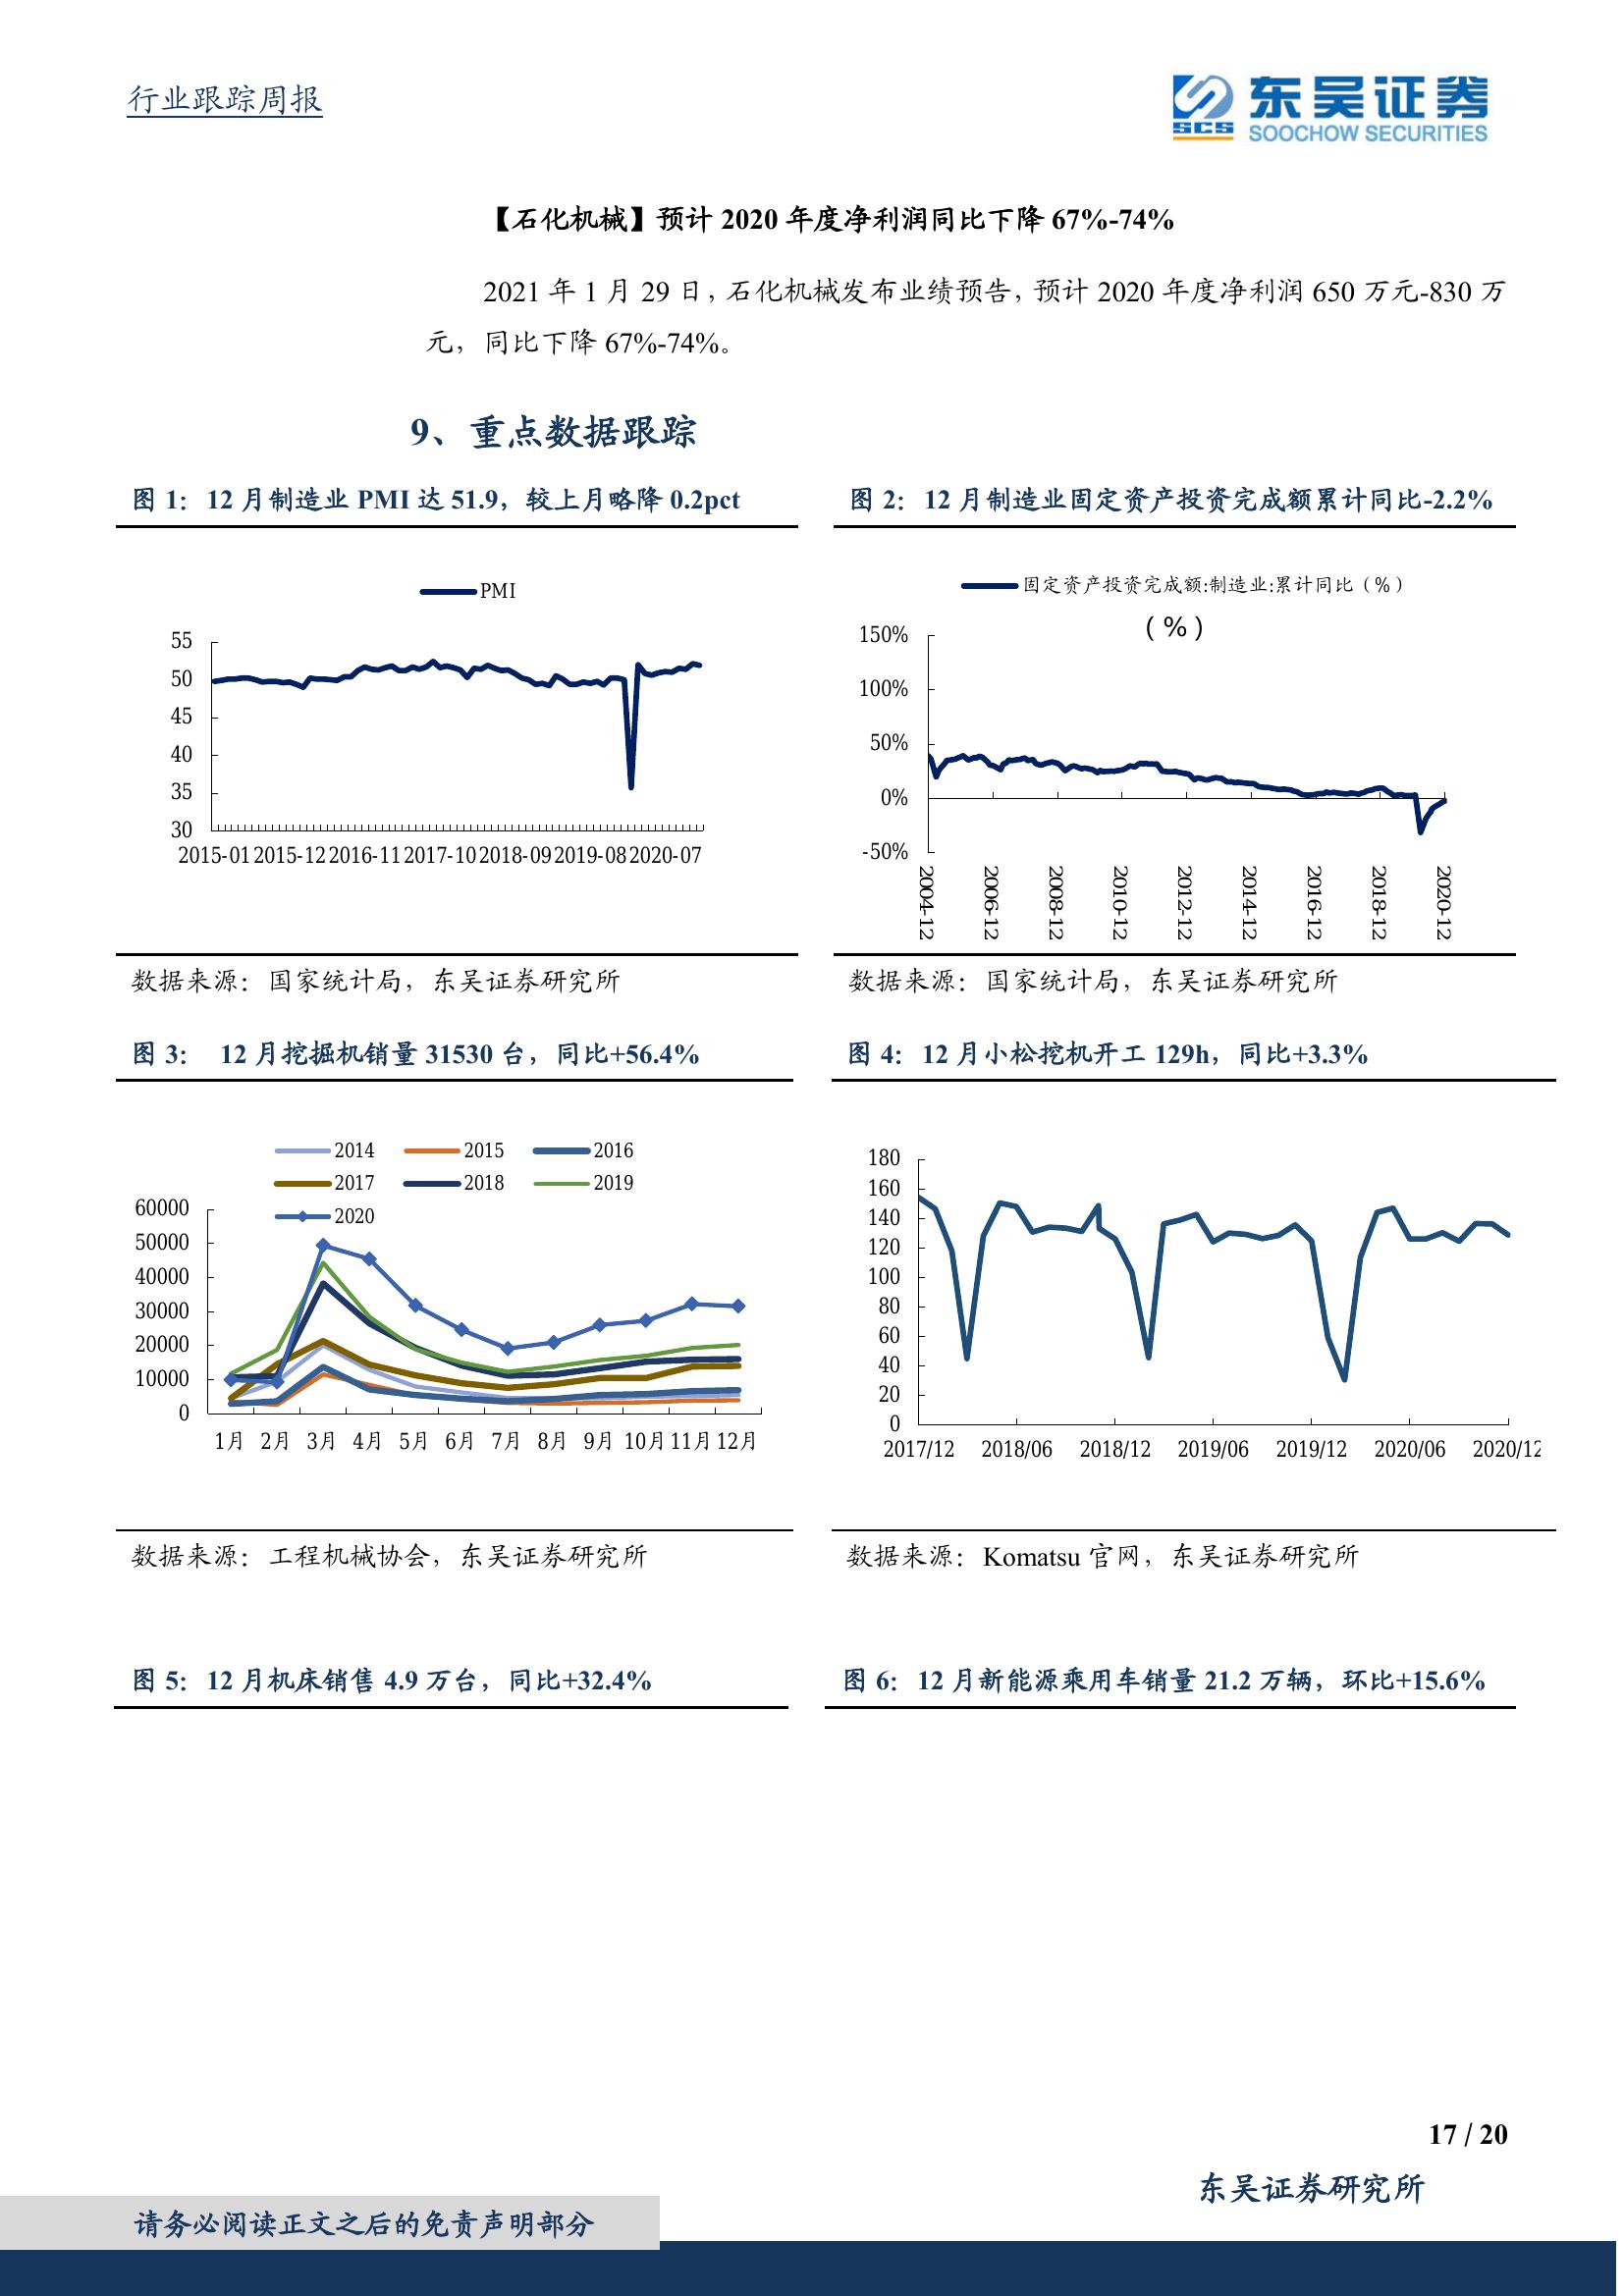 行业跟踪周报
SCS
东吴证券
SOOCHOW SECURITIES
【石化机械】预计 2020 年度净利润同比下降 67%-74%
2021 年 1 月 29 日，石化机械发布业绩预告，预计 2020 年度净利润 650 万元-830 万
元，同比下降 67%-74%。
9、重点数据跟踪
图 1：12 月制造业 PMI 达 51.9，较上月略降 0.2pct
PMI
55
50
45
40
35
30
2015-01 2015-12 2016-11 2017-10 2018-09 2019-08 2020-07
数据来源：国家统计局，东吴证券研究所
图 2：12 月制造业固定资产投资完成额累计同比-2.2%
固定资产投资完成额:制造业:累计同比（%）
（%）
150%
100%
50%
0%
-50%
2004-12 2006-12 2008-12 2010-12 2012-12 2014-12 2016-12 2018-12 2020-12
数据来源：国家统计局，东吴证券研究所
图 3： 12 月挖掘机销量 31530 台，同比+56.4%
2014 2015 2016
2017 2018 2019
2020
60000
50000
40000
30000
20000
10000
0
1月 2月 3月 4月 5月 6月 7月 8月 9月 10月 11月 12月
数据来源：工程机械协会，东吴证券研究所
图 4：12 月小松挖机开工 129h，同比+3.3%
180
160
140
120
100
80
60
40
20
0
2017/12 2018/06 2018/12 2019/06 2019/12 2020/06 2020/12
数据来源：Komatsu 官网，东吴证券研究所
图 5：12 月机床销售 4.9 万台，同比+32.4%
图 6：12 月新能源乘用车销量 21.2 万辆，环比+15.6%
17 / 20
东吴证券研究所
请务必阅读正文之后的免责声明部分